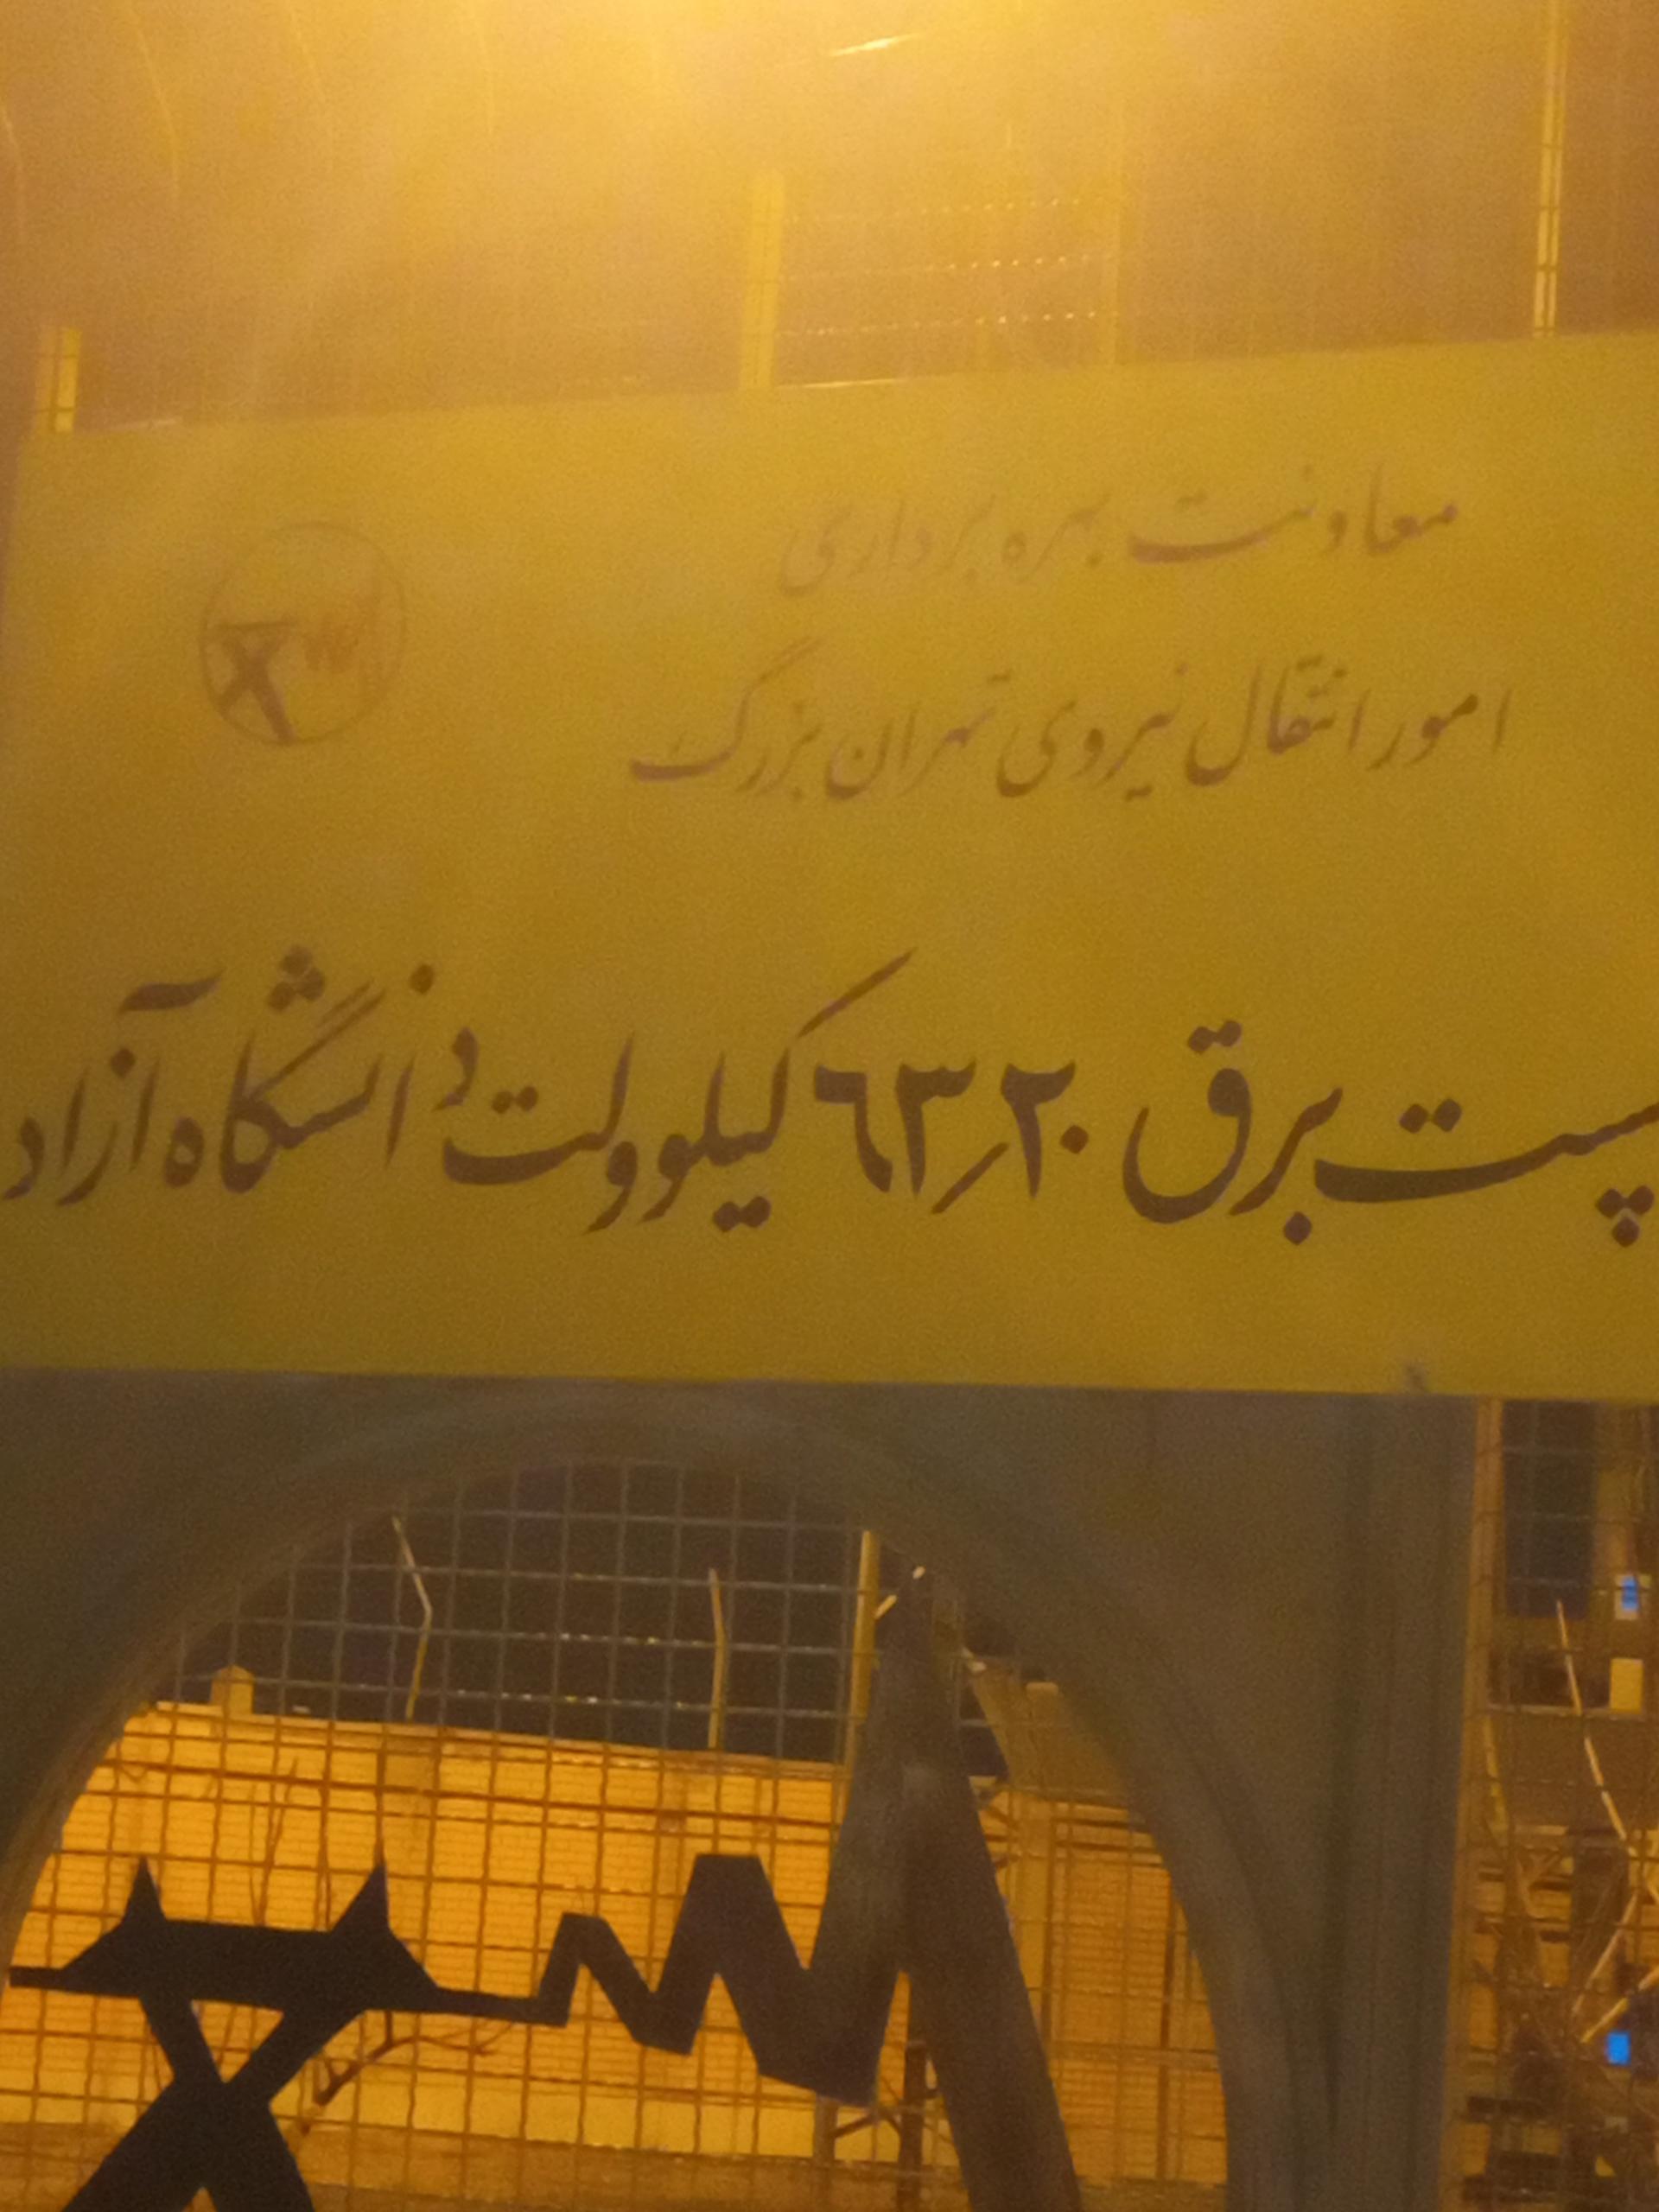 معاونت بهره برداری
امور انتقال نیروی تهران بزرگ
پست برق ۶۳٫۲۰ کیلوولت دانشگاه آزاد